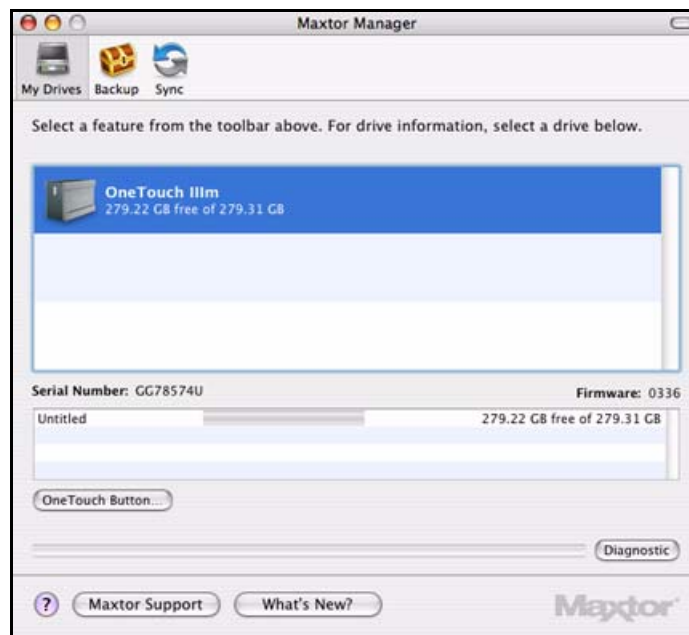 Maxtor Manager
My Drives Backup Sync
Select a feature from the toolbar above. For drive information, select a drive below.
OneTouch IIIm
279.22 GB free of 279.31 GB
Serial Number: GG78574U Firmware: 0336
Untitled 279.22 GB free of 279.31 GB
OneTouch Button...
Diagnostic
? Maxtor Support What's New? Maxtor